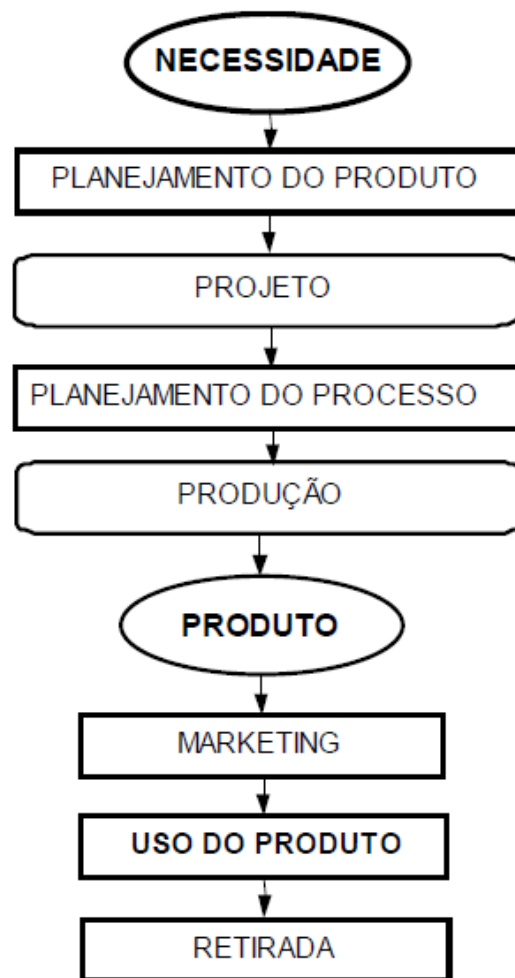 NECESSIDADE
PLANEJAMENTO DO PRODUTO
PROJETO
PLANEJAMENTO DO PROCESSO
PRODUÇÃO
PRODUTO
MARKETING
USO DO PRODUTO
RETIRADA